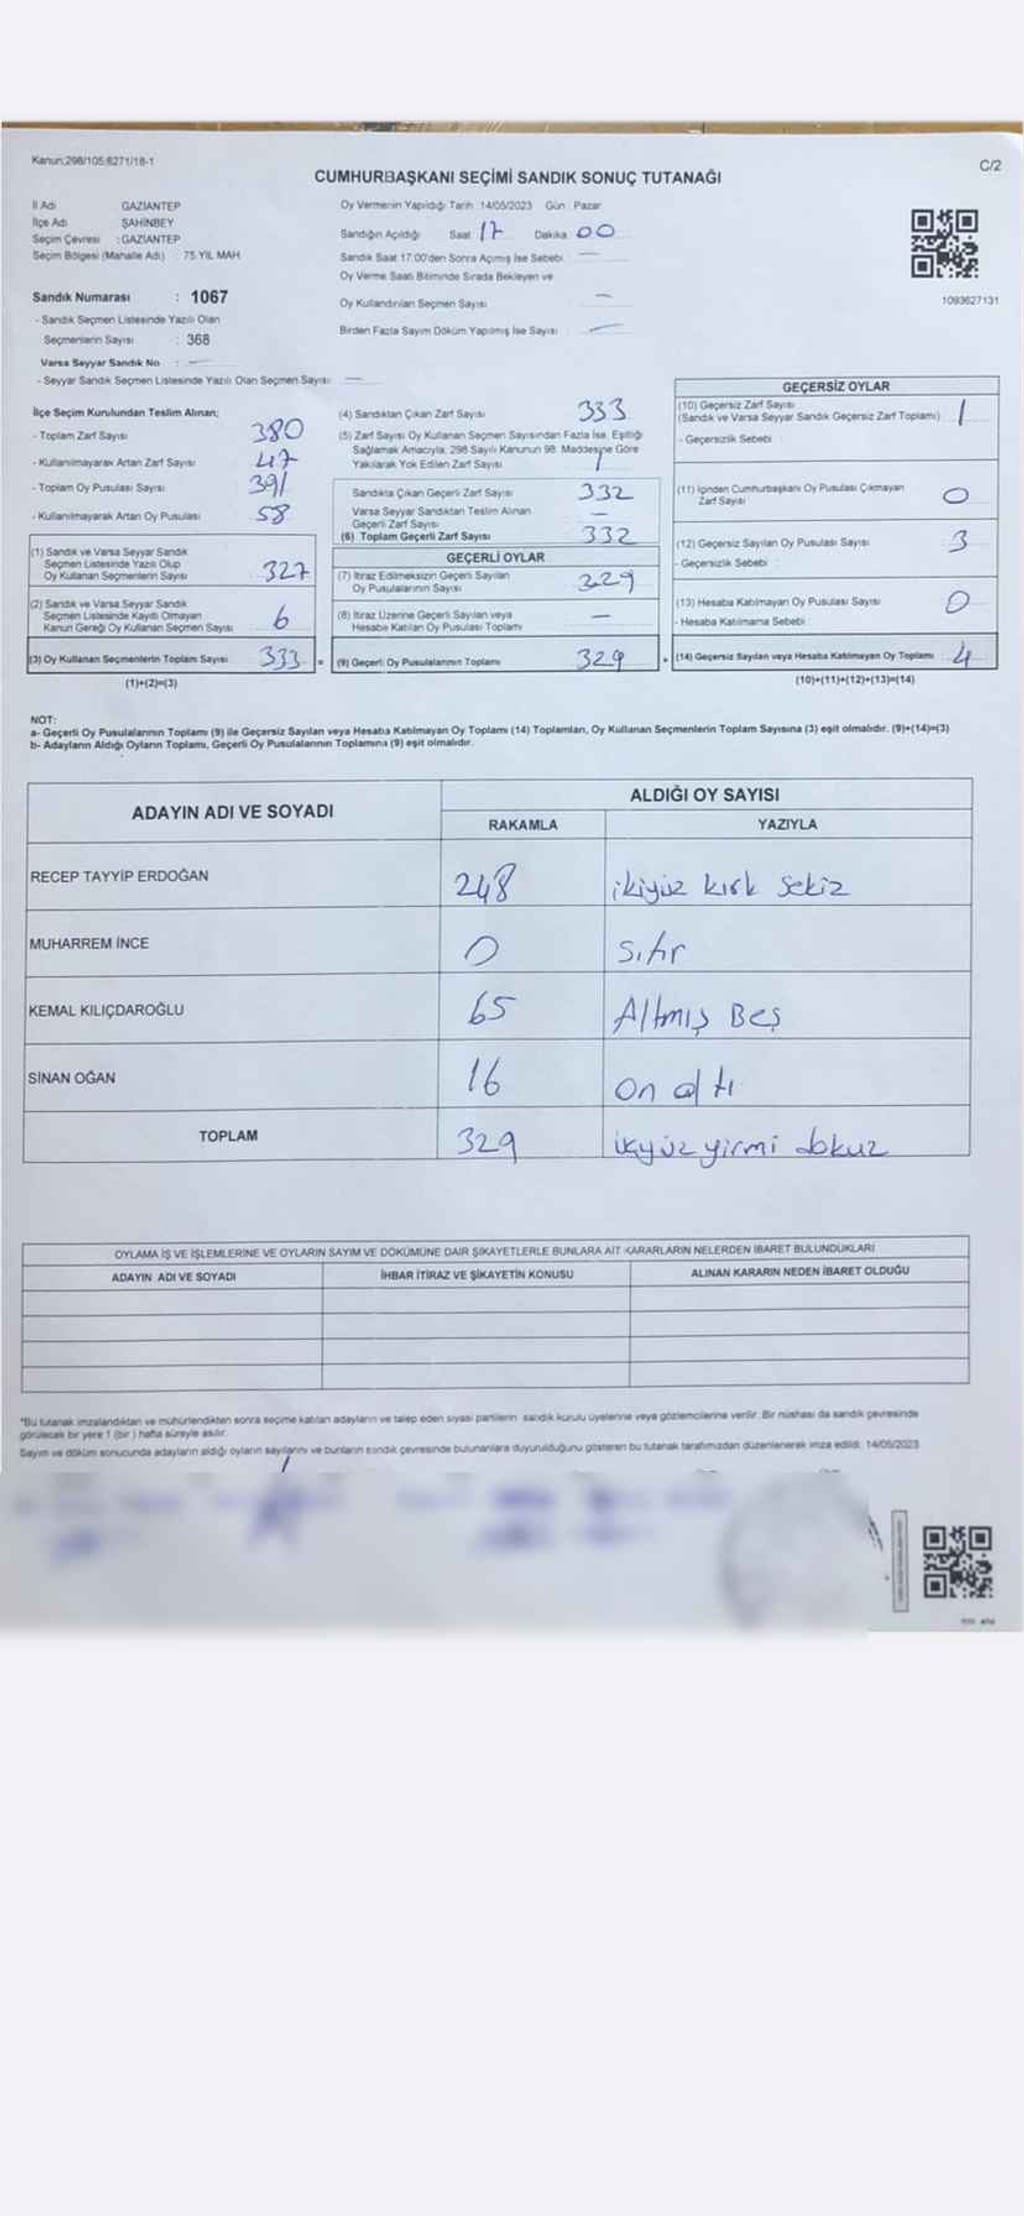 Kanun:298/105;6271/18-1
C/2
CUMHURBAŞKANI SEÇİMİ SANDIK SONUÇ TUTANAĞI
İl Adı GAZİANTEP
İlçe Adı ŞAHİNBEY
Seçim Çevresi :GAZİANTEP
Seçim Bölgesi (Mahalle Adı) 75.YIL MAH
Sandık Numarası : 1067
- Sandık Seçmen Listesinde Yazılı Olan
Seçmenlerin Sayısı : 368
Varsa Seyyar Sandık No : —
- Seyyar Sandık Seçmen Listesinde Yazılı Olan Seçmen Sayısı —
Oy Vermenin Yapıldığı Tarih :14/05/2023 Gün : Pazar
Sandığın Açıldığı Saat 17 Dakika 00
Sandık Saat 17:00'den Sonra Açmış İse Sebebi —
Oy Verme Saati Bitiminde Sırada Bekleyen ve
Oy Kullandırılan Seçmen Sayısı —
Birden Fazla Sayım Döküm Yapılmış İse Sayısı —
1093627131
İlçe Seçim Kurulundan Teslim Alınan;
- Toplam Zarf Sayısı 380
- Kullanılmayarak Artan Zarf Sayısı 47
- Toplam Oy Pusulası Sayısı 391
- Kullanılmayarak Artan Oy Pusulası 58
(1) Sandık ve Varsa Seyyar Sandık
Seçmen Listesinde Yazılı Olup
Oy Kullanan Seçmenlerin Sayısı 327
(2) Sandık ve Varsa Seyyar Sandık
Seçmen Listesinde Kayıtlı Olmayan
Kanun Gereği Oy Kullanan Seçmen Sayısı 6
(3) Oy Kullanan Seçmenlerin Toplam Sayısı 333 =
(1)+(2)=(3)
(4) Sandıktan Çıkan Zarf Sayısı 333
(5) Zarf Sayısı Oy Kullanan Seçmen Sayısından Fazla İse, Eşitliği
Sağlamak Amacıyla; 298 Sayılı Kanunun 98. Maddesine Göre
Yakılarak Yok Edilen Zarf Sayısı 1
Sandıkta Çıkan Geçerli Zarf Sayısı 332
Varsa Seyyar Sandıktan Teslim Alınan
Geçerli Zarf Sayısı —
(6) Toplam Geçerli Zarf Sayısı 332
GEÇERLİ OYLAR
(7) İtiraz Edilmeksizin Geçerli Sayılan
Oy Pusulalarının Sayısı 329
(8) İtiraz Üzerine Geçerli Sayılan veya
Hesaba Katılan Oy Pusulası Toplamı —
(9) Geçerli Oy Pusulalarının Toplamı 329 +
GEÇERSİZ OYLAR
(10) Geçersiz Zarf Sayısı
(Sandık ve Varsa Seyyar Sandık Geçersiz Zarf Toplamı) 1
- Geçersizlik Sebebi
(11) İçinden Cumhurbaşkanı Oy Pusulası Çıkmayan
Zarf Sayısı 0
(12) Geçersiz Sayılan Oy Pusulası Sayısı 3
- Geçersizlik Sebebi :
(13) Hesaba Katılmayan Oy Pusulası Sayısı 0
- Hesaba Katılmama Sebebi :
(14) Geçersiz Sayılan veya Hesaba Katılmayan Oy Toplamı 4
(10)+(11)+(12)+(13)=(14)
NOT:
a- Geçerli Oy Pusulalarının Toplamı (9) ile Geçersiz Sayılan veya Hesaba Katılmayan Oy Toplamı (14) Toplamları, Oy Kullanan Seçmenlerin Toplam Sayısına (3) eşit olmalıdır. (9)+(14)=(3)
b- Adayların Aldığı Oyların Toplamı, Geçerli Oy Pusulalarının Toplamına (9) eşit olmalıdır.
ADAYIN ADI VE SOYADI ALDIĞI OY SAYISI
RAKAMLA YAZIYLA
RECEP TAYYİP ERDOĞAN 248 ikiyüz kırk sekiz
MUHARREM İNCE 0 Sıfır
KEMAL KILIÇDAROĞLU 65 Altmış Beş
SİNAN OĞAN 16 on altı
TOPLAM 329 üçyüz yirmi dokuz
OYLAMA İŞ VE İŞLEMLERİNE VE OYLARIN SAYIM VE DÖKÜMÜNE DAİR ŞİKAYETLERLE BUNLARA AİT KARARLARIN NELERDEN İBARET BULUNDUKLARI
ADAYIN ADI VE SOYADI İHBAR İTİRAZ VE ŞİKAYETİN KONUSU ALINAN KARARIN NEDEN İBARET OLDUĞU
*Bu tutanak imzalandıktan ve mühürlendikten sonra seçime katılan adayların ve talep eden siyasi partilerin sandık kurulu üyelerine veya gözlemcilerine verilir. Bir nüshası da sandık çevresinde
görülecek bir yere 1 (bir ) hafta süreyle asılır.
Sayım ve döküm sonucunda adayların aldığı oyların sayılarını ve bunların sandık çevresinde bulunanlara duyurulduğunu gösteren bu tutanak tarafımızdan düzenlenerek imza edildi. 14/05/2023